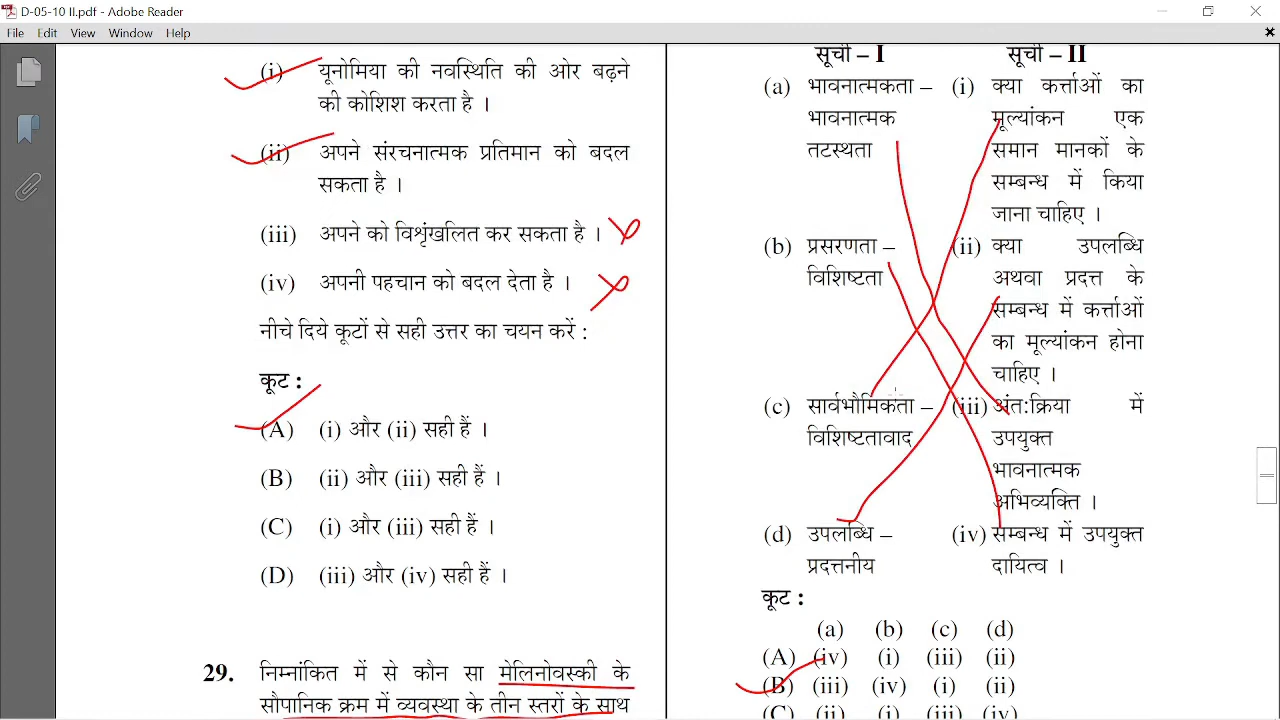 D-05-10 II.pdf - Adobe Reader
File Edit View Window Help
(i) यूनोमिया की नवस्थिति की ओर बढ़ने
की कोशिश करता है ।
(ii) अपने संरचनात्मक प्रतिमान को बदल
सकता है ।
(iii) अपने को विशृंखलित कर सकता है ।
(iv) अपनी पहचान को बदल देता है ।
नीचे दिये कूटों से सही उत्तर का चयन करें :
कूट :
(A) (i) और (ii) सही हैं ।
(B) (ii) और (iii) सही हैं ।
(C) (i) और (iii) सही हैं ।
(D) (iii) और (iv) सही हैं ।
29. निम्नांकित में से कौन सा मेलिनोवस्की के
सौपानिक क्रम में व्यवस्था के तीन स्तरों के साथ
सूची – I सूची – II
(a) भावनात्मकता – (i) क्या कर्त्ताओं का
भावनात्मक मूल्यांकन एक
तटस्थता समान मानकों के
सम्बन्ध में किया
जाना चाहिए ।
(b) प्रसरणता – (ii) क्या उपलब्धि
विशिष्टता अथवा प्रदत्त के
सम्बन्ध में कर्त्ताओं
का मूल्यांकन होना
चाहिए ।
(c) सार्वभौमिकता – (iii) अंत:क्रिया में
विशिष्टतावाद उपयुक्त
भावनात्मक
अभिव्यक्ति ।
(d) उपलब्धि – (iv) सम्बन्ध में उपयुक्त
प्रदत्तनीय दायित्व ।
कूट :
(a) (b) (c) (d)
(A) (iv) (i) (iii) (ii)
(B) (iii) (iv) (i) (ii)
(C) (ii) (i) (iii) (iv)